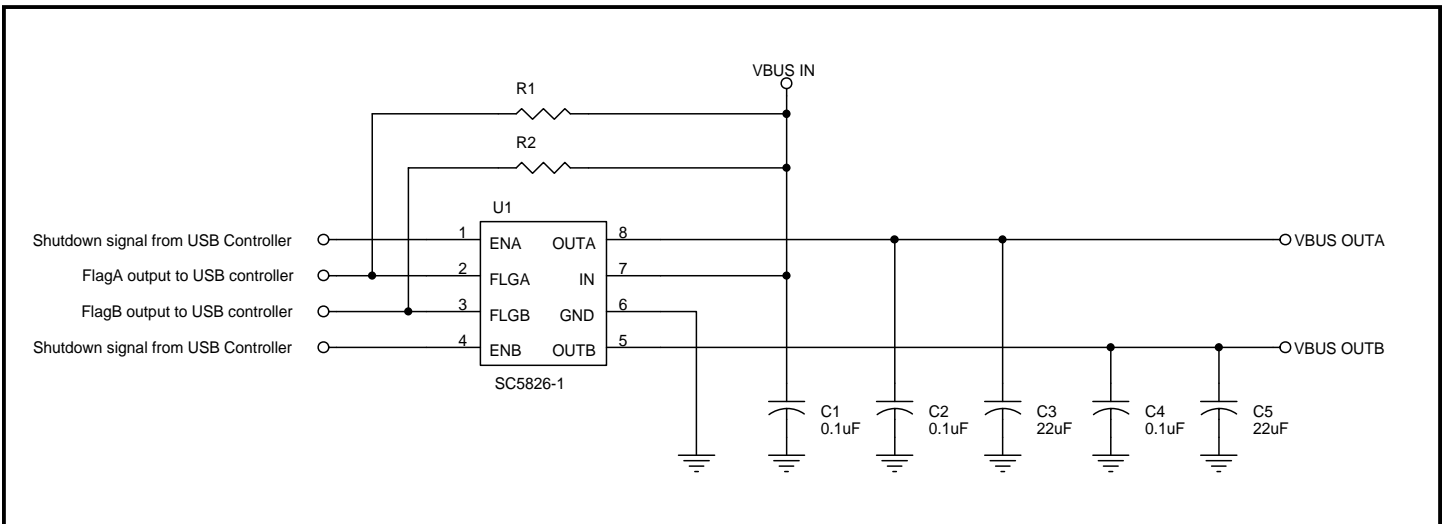 VBUS IN
R1
R2
U1
Shutdown signal from USB Controller
1
ENA
OUTA
8
VBUS OUTA
FlagA output to USB controller
2
FLGA
IN
7
FlagB output to USB controller
3
FLGB
GND
6
Shutdown signal from USB Controller
4
ENB
OUTB
5
VBUS OUTB
SC5826-1
C1
0.1uF
C2
0.1uF
C3
22uF
C4
0.1uF
C5
22uF